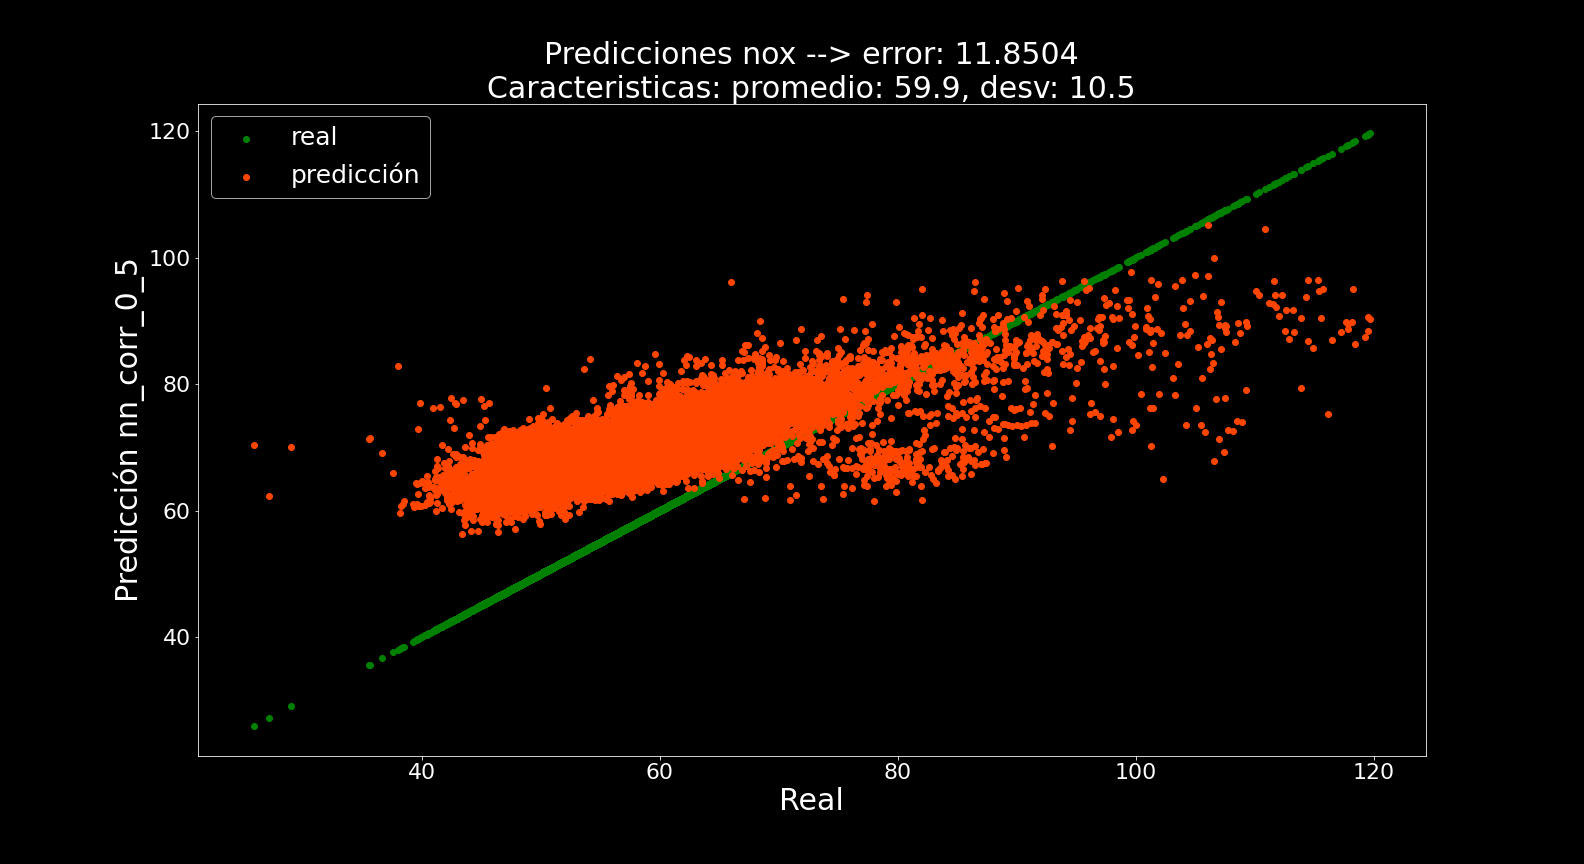 Predicciones nox --> error: 11.8504
Caracteristicas: promedio: 59.9, desv: 10.5
real
predicción
Predicción nn_corr_0_5
120
100
80
60
40
40
60
80
100
120
Real